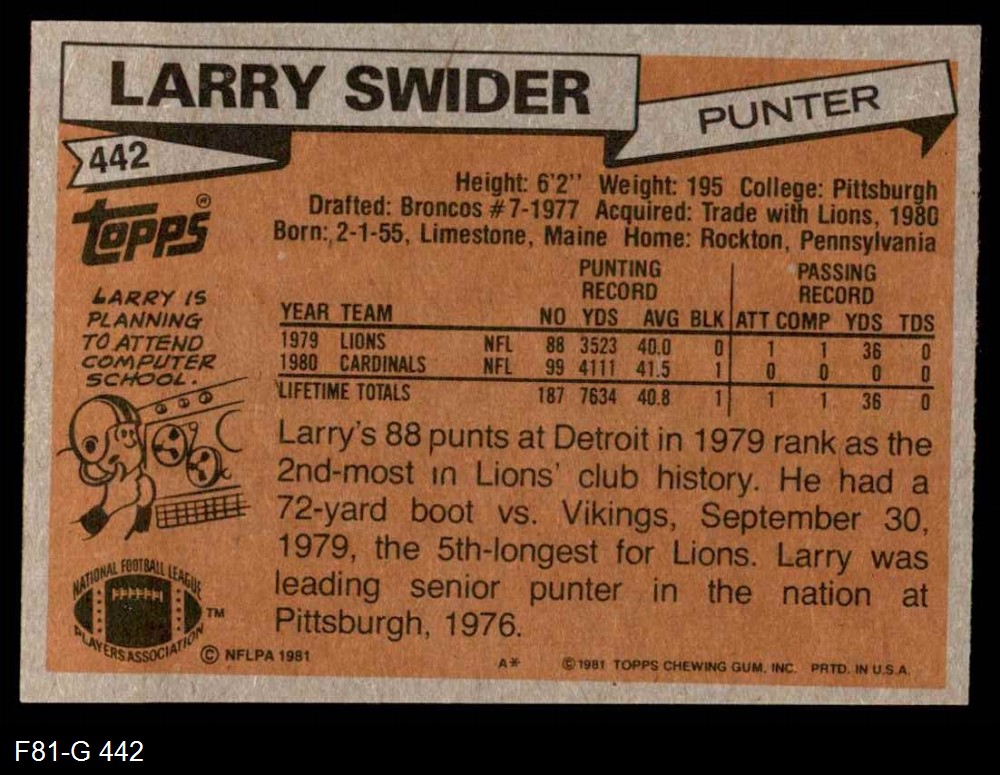 LARRY SWIDER
PUNTER
442
Height: 6'2" Weight: 195 College: Pittsburgh
Drafted: Broncos #7-1977 Acquired: Trade with Lions, 1980
Born: 2-1-55, Limestone, Maine Home: Rockton, Pennsylvania
TOPPS®
LARRY IS
PLANNING
TO ATTEND
COMPUTER
SCHOOL.
PUNTING RECORD PASSING RECORD
YEAR TEAM NO YDS AVG BLK ATT COMP YDS TDS
1979 LIONS NFL 88 3523 40.0 0 1 1 36 0
1980 CARDINALS NFL 99 4111 41.5 1 0 0 0 0
LIFETIME TOTALS 187 7634 40.8 1 1 1 36 0
Larry's 88 punts at Detroit in 1979 rank as the
2nd-most in Lions' club history. He had a
72-yard boot vs. Vikings, September 30,
1979, the 5th-longest for Lions. Larry was
leading senior punter in the nation at
Pittsburgh, 1976.
NATIONAL FOOTBALL LEAGUE
PLAYERS ASSOCIATION
TM
© NFLPA 1981
A* © 1981 TOPPS CHEWING GUM, INC. PRTD. IN U.S.A.
F81-G 442